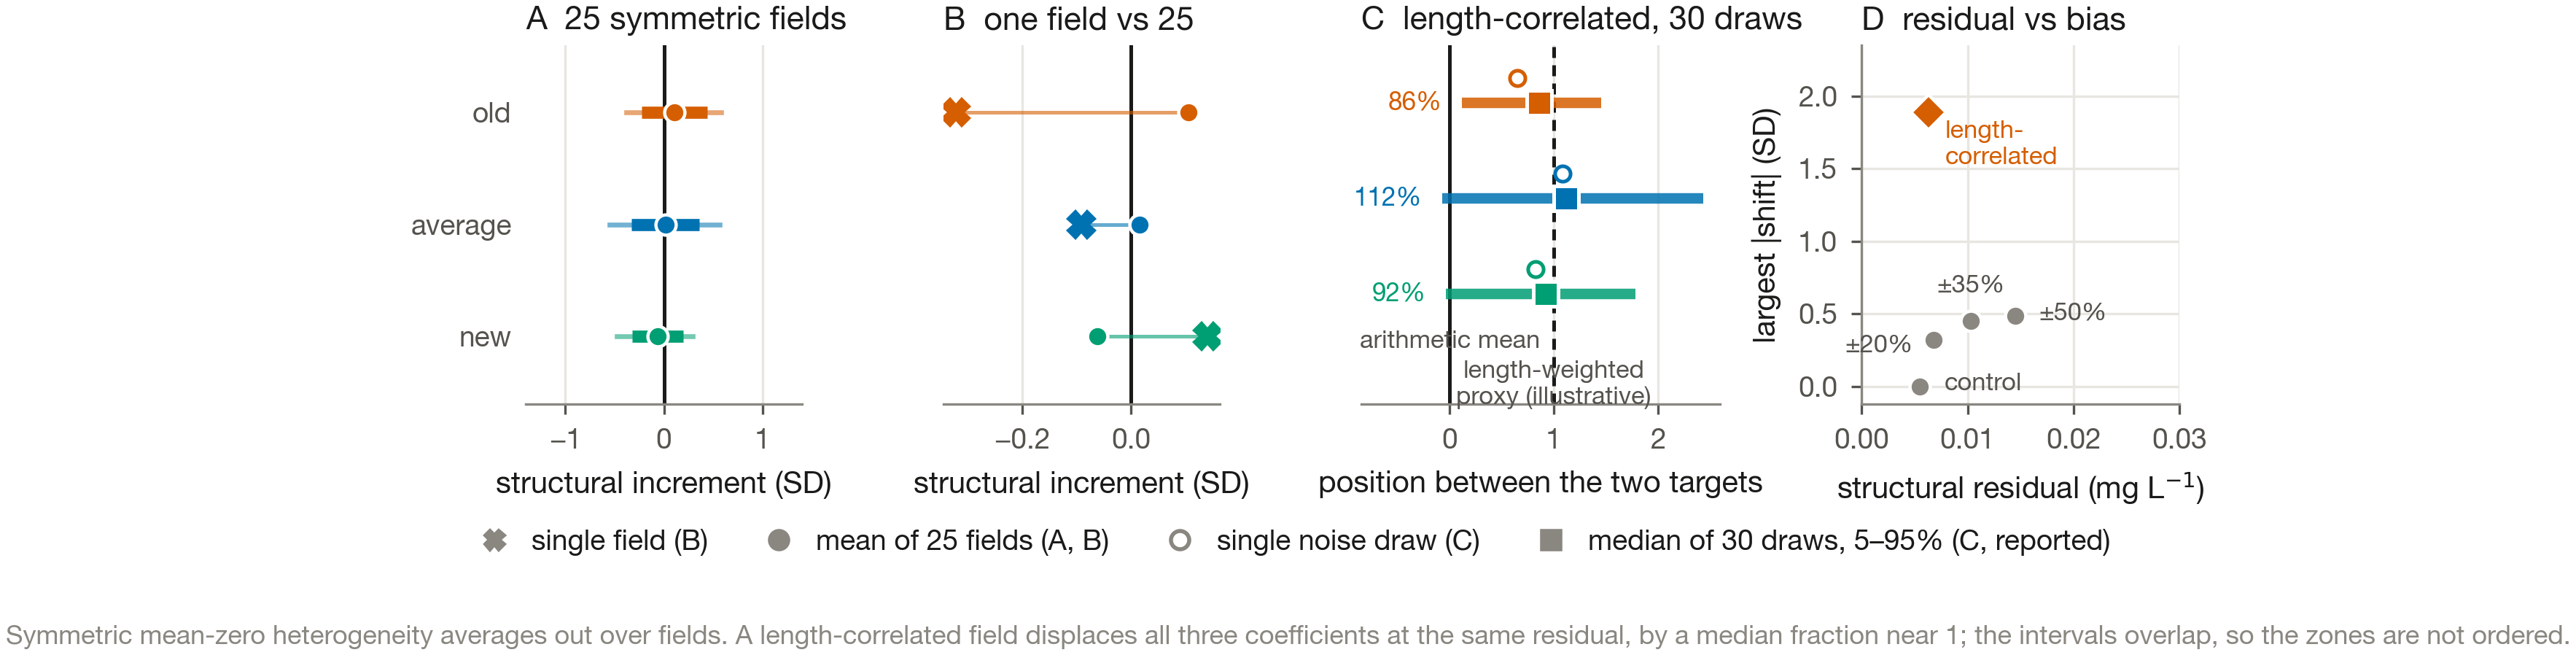 A 25 symmetric fields
B one field vs 25
C length-correlated, 30 draws
D residual vs bias
old
average
new
−1 0 1
structural increment (SD)
−0.2 0.0
structural increment (SD)
86%
112%
92%
arithmetic mean
length-weighted
proxy (illustrative)
0 1 2
position between the two targets
largest |shift| (SD)
2.0
1.5
1.0
0.5
0.0
length-
correlated
±35%
±50%
±20%
control
0.00 0.01 0.02 0.03
structural residual (mg L⁻¹)
single field (B)
mean of 25 fields (A, B)
single noise draw (C)
median of 30 draws, 5–95% (C, reported)
Symmetric mean-zero heterogeneity averages out over fields. A length-correlated field displaces all three coefficients at the same residual, by a median fraction near 1; the intervals overlap, so the zones are not ordered.